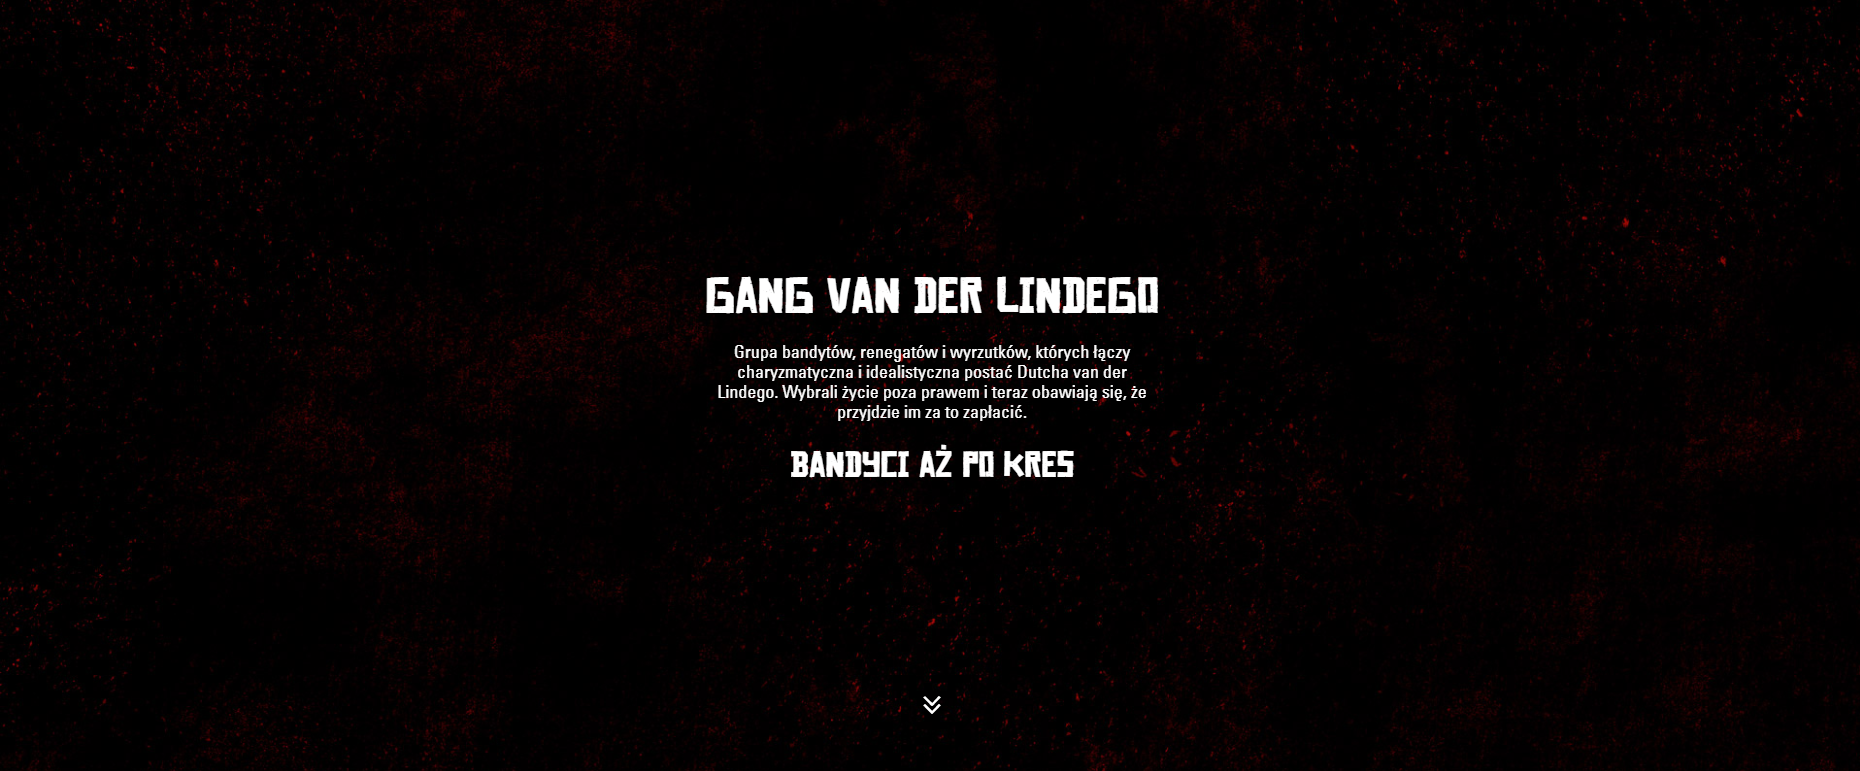 GANG VAN DER LINDEGO
Grupa bandytów, renegatów i wyrzutków, których łączy
charyzmatyczna i idealistyczna postać Dutcha van der
Lindego. Wybrali życie poza prawem i teraz obawiają się, że
przyjdzie im za to zapłacić.
BANDYCI AŻ PO KRES